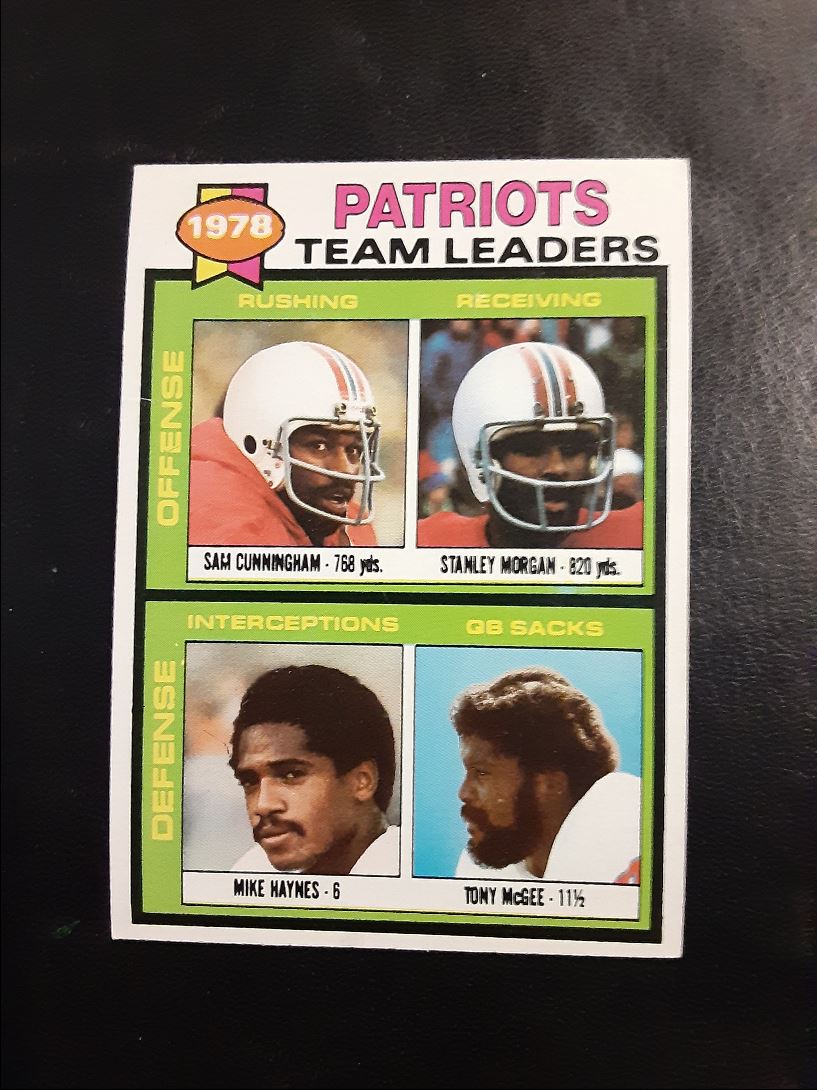 1978
PATRIOTS
TEAM LEADERS
OFFENSE
RUSHING
RECEIVING
SAM CUNNINGHAM - 768 yds.
STANLEY MORGAN - 820 yds.
DEFENSE
INTERCEPTIONS
QB SACKS
MIKE HAYNES - 6
TONY McGEE - 11½